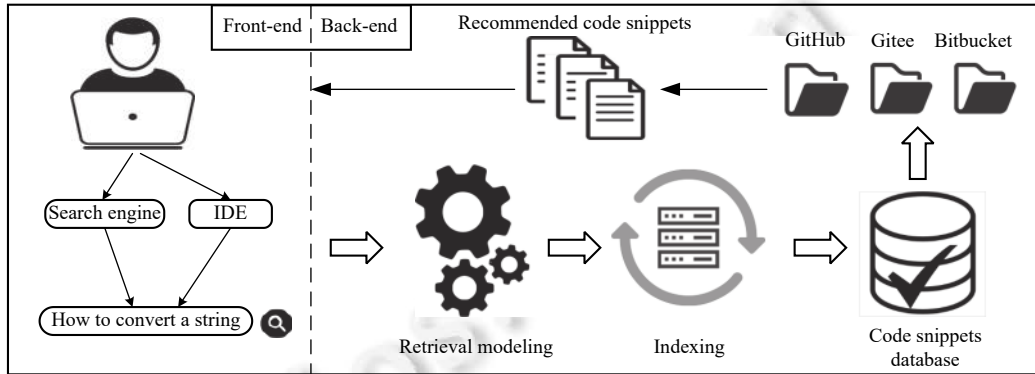 Front-end
Back-end
Recommended code snippets
GitHub
Gitee
Bitbucket
Search engine
IDE
How to convert a string
Retrieval modeling
Indexing
Code snippets
database